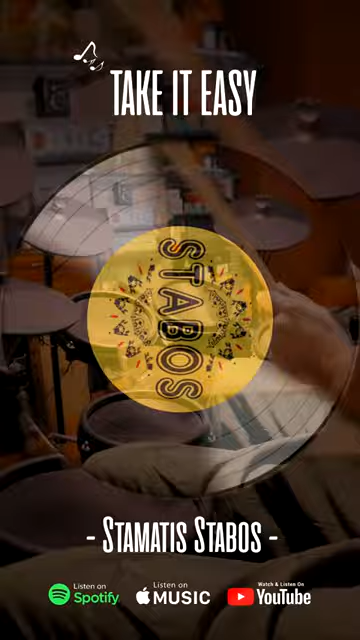 TAKE IT EASY
STABOS
- STAMATIS STABOS -
Listen on
Spotify
Listen on
MUSIC
Watch & Listen On
YouTube